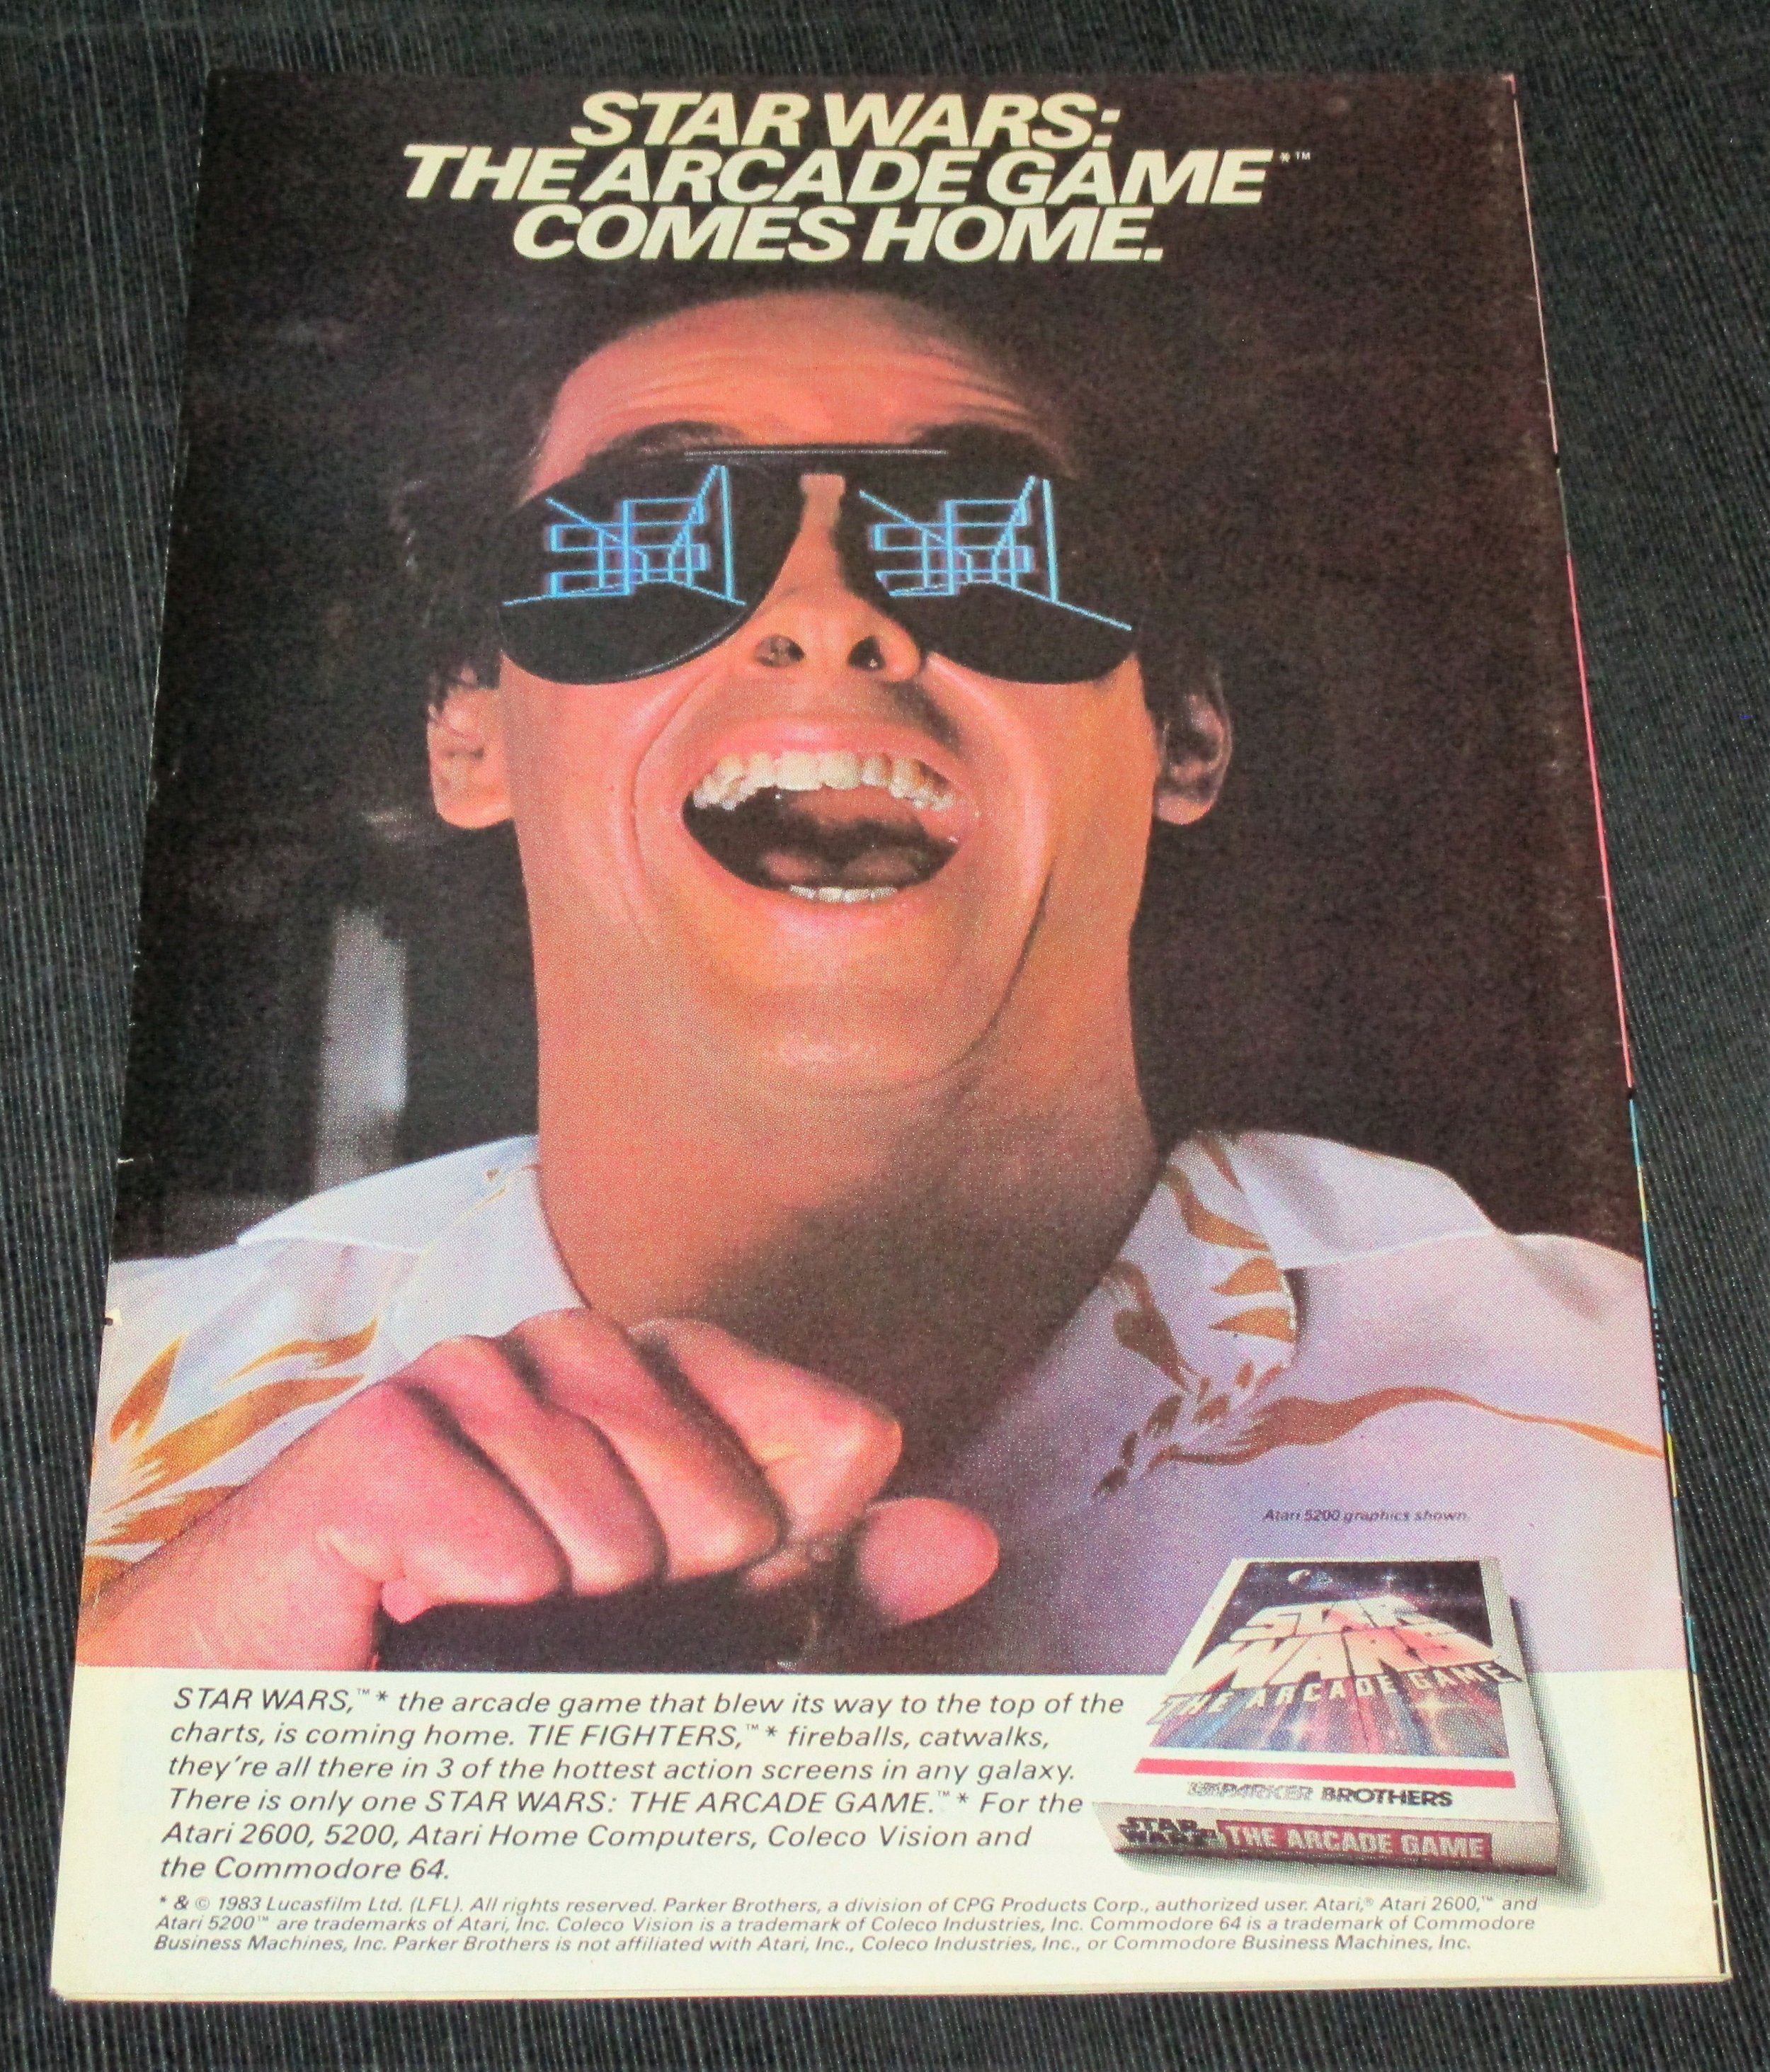 STAR WARS:
THE ARCADE GAME*™
COMES HOME.
Atari 5200 graphics shown.
STAR
WARS
THE ARCADE GAME
PARKER BROTHERS
STAR
WARS THE ARCADE GAME
STAR WARS,™* the arcade game that blew its way to the top of the
charts, is coming home. TIE FIGHTERS,™* fireballs, catwalks,
they're all there in 3 of the hottest action screens in any galaxy.
There is only one STAR WARS: THE ARCADE GAME.™* For the
Atari 2600, 5200, Atari Home Computers, Coleco Vision and
the Commodore 64.
* & © 1983 Lucasfilm Ltd. (LFL). All rights reserved. Parker Brothers, a division of CPG Products Corp., authorized user. Atari,® Atari 2600,™ and
Atari 5200™ are trademarks of Atari, Inc. Coleco Vision is a trademark of Coleco Industries, Inc. Commodore 64 is a trademark of Commodore
Business Machines, Inc. Parker Brothers is not affiliated with Atari, Inc., Coleco Industries, Inc., or Commodore Business Machines, Inc.